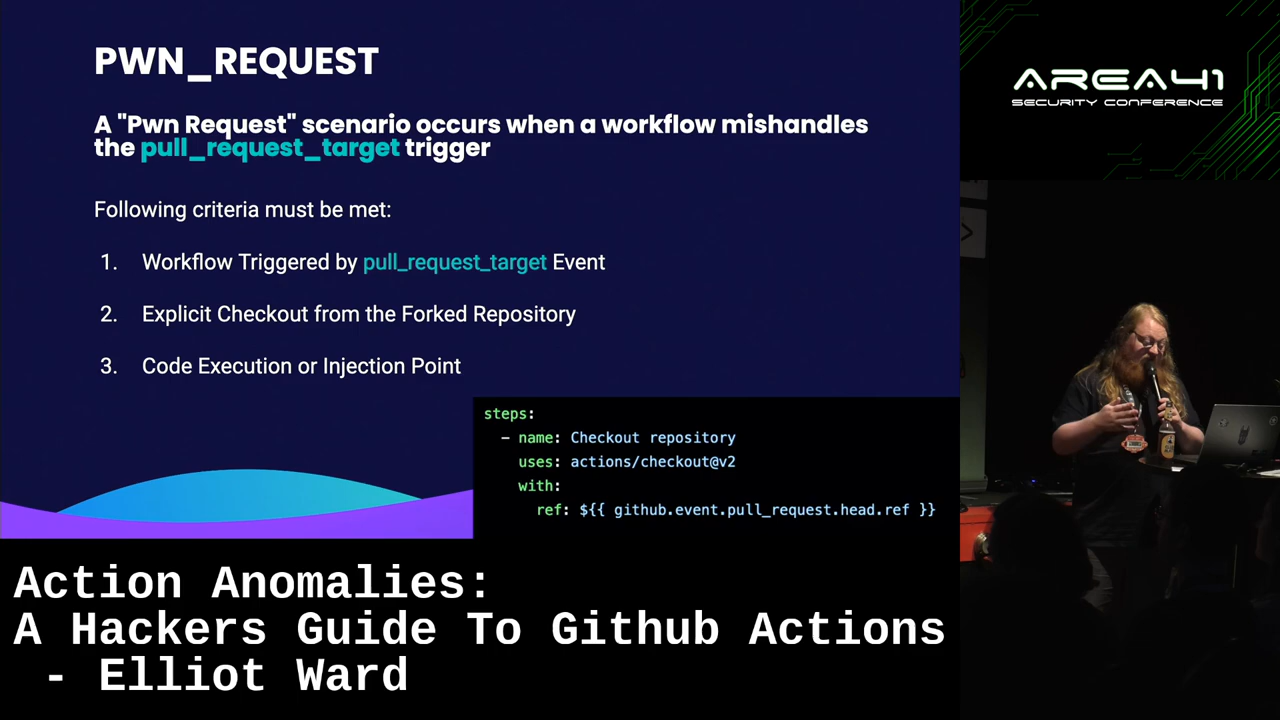 PWN_REQUEST
A "Pwn Request" scenario occurs when a workflow mishandles
the pull_request_target trigger
Following criteria must be met:
1. Workflow Triggered by pull_request_target Event
2. Explicit Checkout from the Forked Repository
3. Code Execution or Injection Point
steps:
– name: Checkout repository
uses: actions/checkout@v2
with:
ref: ${{ github.event.pull_request.head.ref }}
AREA41
SECURITY CONFERENCE
Action Anomalies:
A Hackers Guide To Github Actions
- Elliot Ward